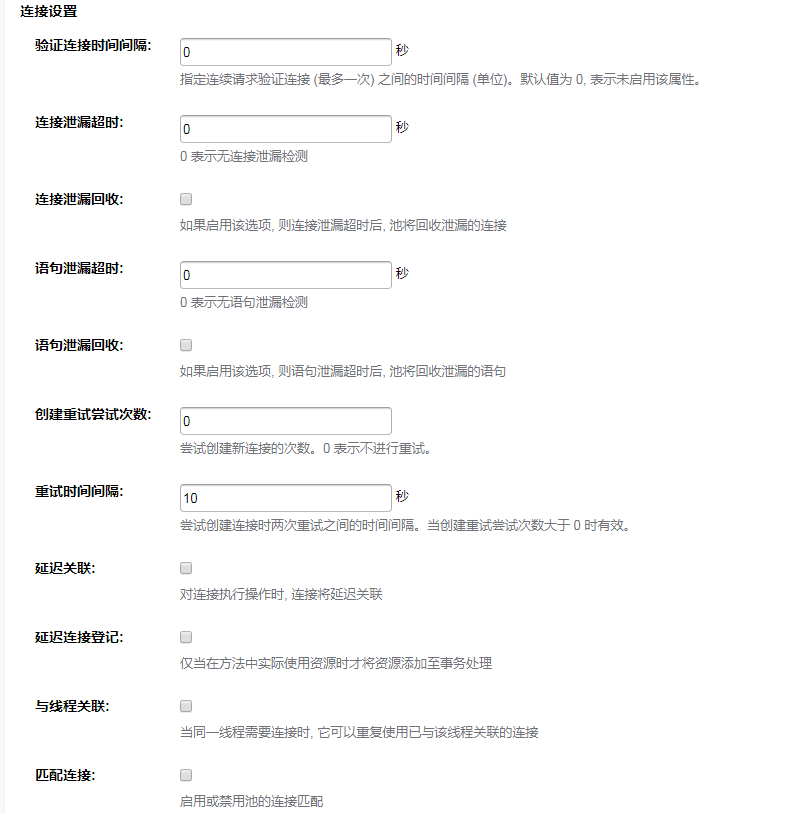 连接设置
验证连接时间间隔: 0 秒
指定连续请求验证连接 (最多一次) 之间的时间间隔 (单位)。默认值为 0, 表示未启用该属性。
连接泄漏超时: 0 秒
0 表示无连接泄漏检测
连接泄漏回收:
如果启用该选项, 则连接泄漏超时后, 池将回收泄漏的连接
语句泄漏超时: 0 秒
0 表示无语句泄漏检测
语句泄漏回收:
如果启用该选项, 则语句泄漏超时后, 池将回收泄漏的语句
创建重试尝试次数: 0
尝试创建新连接的次数。0 表示不进行重试。
重试时间间隔: 10 秒
尝试创建连接时两次重试之间的时间间隔。当创建重试尝试次数大于 0 时有效。
延迟关联:
对连接执行操作时, 连接将延迟关联
延迟连接登记:
仅当在方法中实际使用资源时才将资源添加至事务处理
与线程关联:
当同一线程需要连接时, 它可以重复使用已与该线程关联的连接
匹配连接:
启用或禁用池的连接匹配